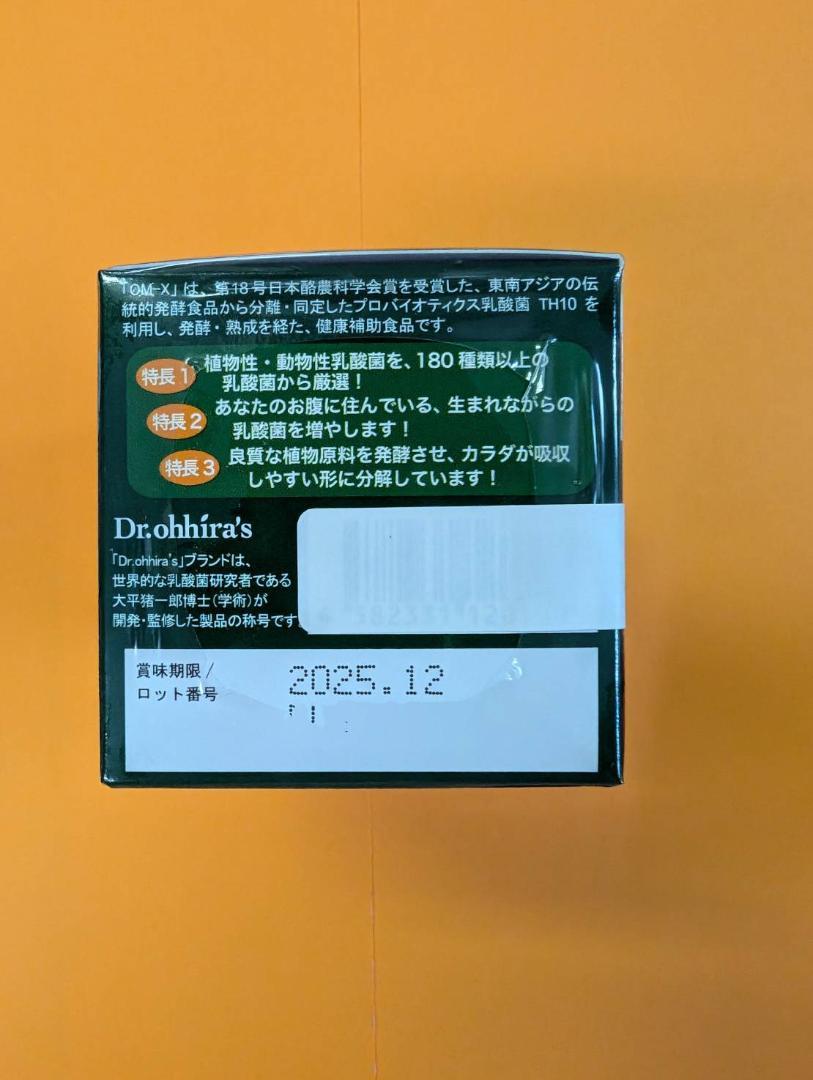 「OM-X」は、第18号日本酪農科学会賞を受賞した、東南アジアの伝
統的発酵食品から分離・同定したプロバイオティクス乳酸菌 TH10 を
利用し、発酵・熟成を経た、健康補助食品です。
特長1 植物性・動物性乳酸菌を、180種類以上の
乳酸菌から厳選！
特長2 あなたのお腹に住んでいる、生まれながらの
乳酸菌を増やします！
特長3 良質な植物原料を発酵させ、カラダが吸収
しやすい形に分解しています！
Dr.ohhira's
「Dr.ohhira's」ブランドは、
世界的な乳酸菌研究者である
大平猪一郎博士(学術)が
開発・監修した製品の称号です
賞味期限/
ロット番号
2025.12